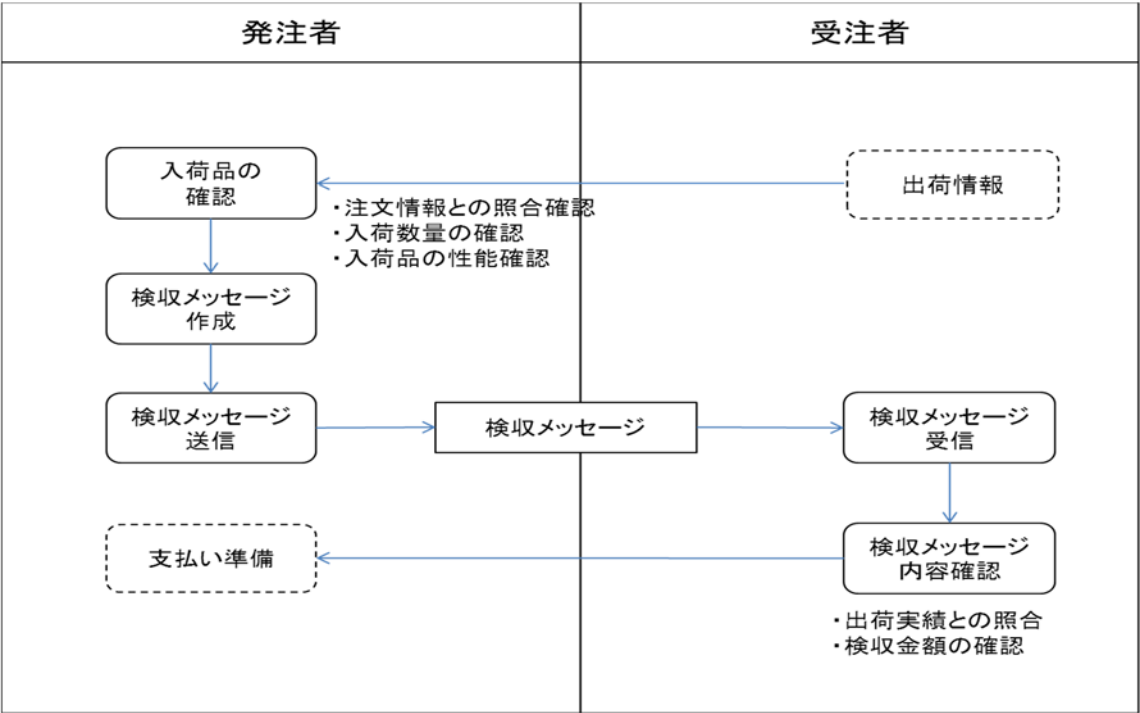 発注者
受注者
入荷品の
確認
出荷情報
・注文情報との照合確認
・入荷数量の確認
・入荷品の性能確認
検収メッセージ
作成
検収メッセージ
送信
検収メッセージ
検収メッセージ
受信
支払い準備
検収メッセージ
内容確認
・出荷実績との照合
・検収金額の確認